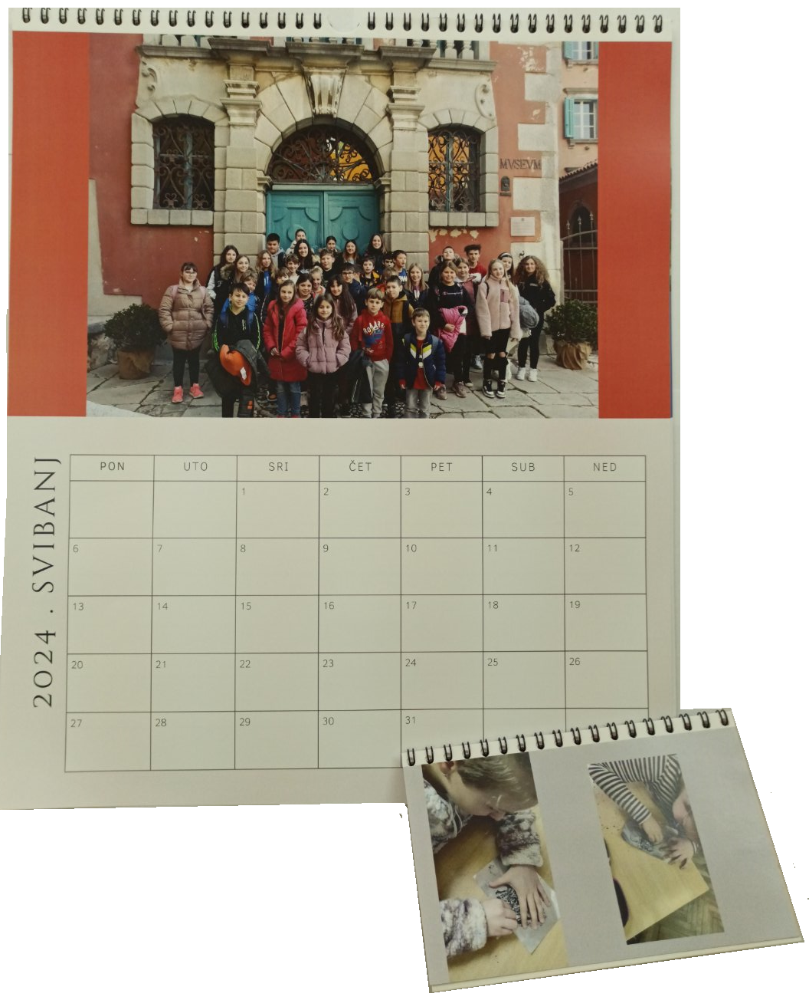 MVSEVM
2024 . SVIBANJ
PON UTO SRI ČET PET SUB NED
1 2 3 4 5
6 7 8 9 10 11 12
13 14 15 16 17 18 19
20 21 22 23 24 25 26
27 28 29 30 31